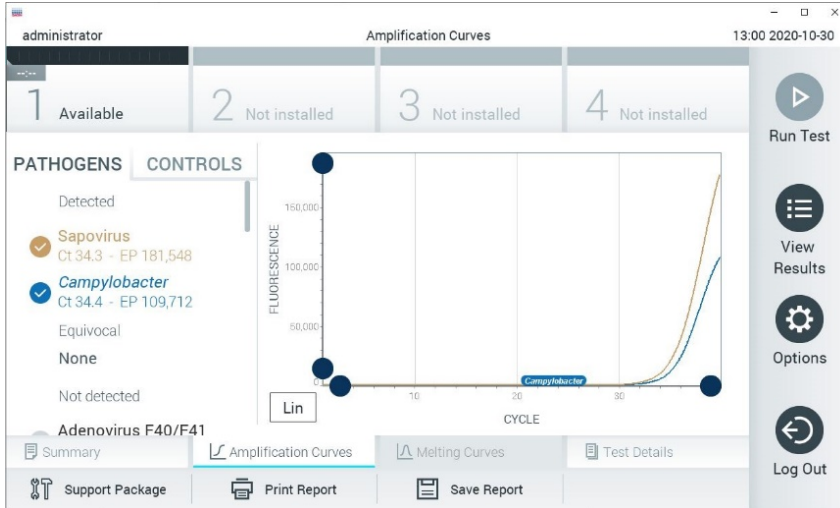 administrator
Amplification Curves
13:00 2020-10-30
--:--
1 Available
2 Not installed
3 Not installed
4 Not installed
Run Test
PATHOGENS
CONTROLS
Detected
Sapovirus
Ct 34.3 - EP 181,548
Campylobacter
Ct 34.4 - EP 109,712
Equivocal
None
Not detected
Adenovirus F40/F41
FLUORESCENCE
150,000
100,000
50,000
0
Campylobacter
10
20
30
CYCLE
Lin
View
Results
Options
Log Out
Summary
Amplification Curves
Melting Curves
Test Details
Support Package
Print Report
Save Report